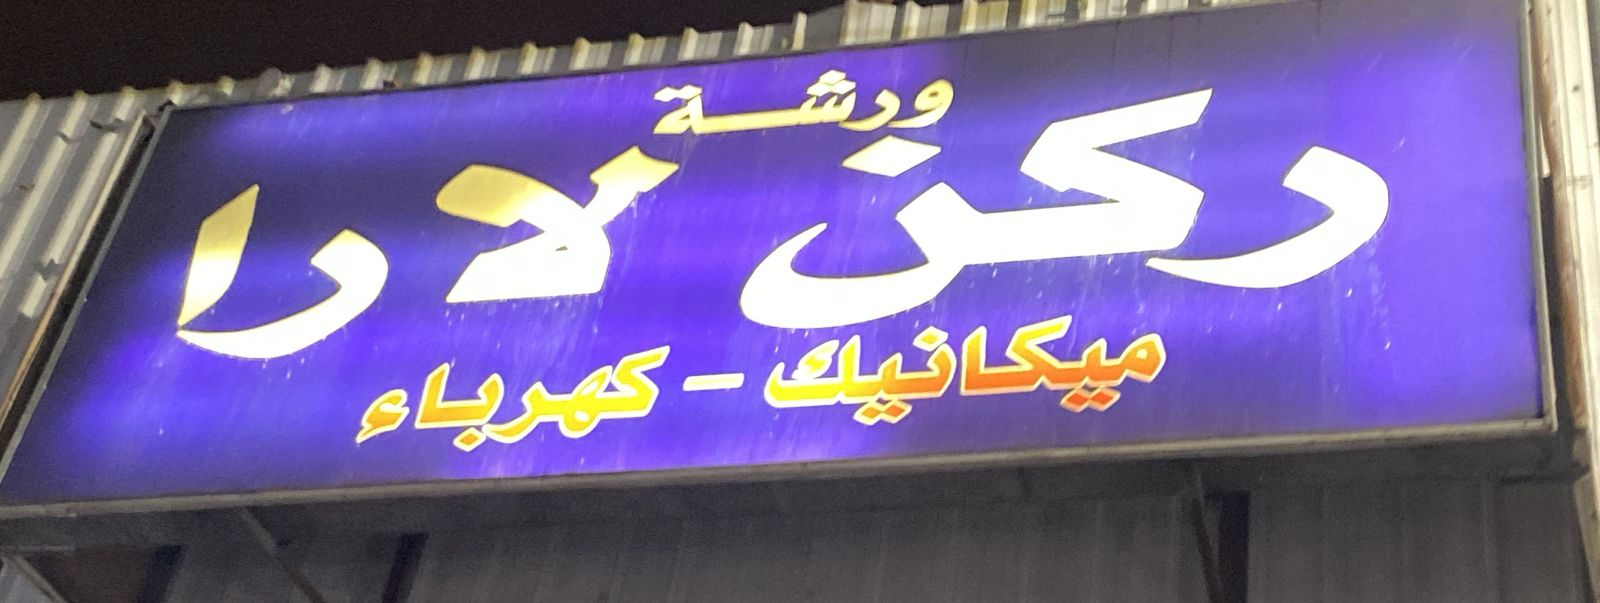 ورشة
ركن لارا
ميكانيك - كهرباء